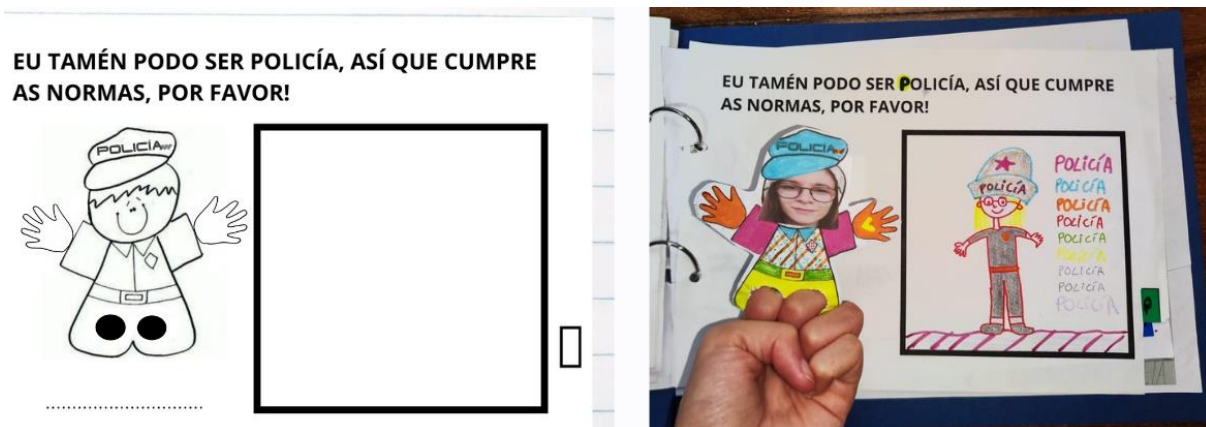 EU TAMÉN PODO SER POLICÍA, ASÍ QUE CUMPRE
AS NORMAS, POR FAVOR!
POLICÍA
EU TAMÉN PODO SER POLICÍA, ASÍ QUE CUMPRE
AS NORMAS, POR FAVOR!
POLICÍA
POLICÍA
POLICÍA
POLICÍA
POLICÍA
POLICÍA
POLICÍA
POLICÍA
POLICÍA
POLICÍA
POLICÍA